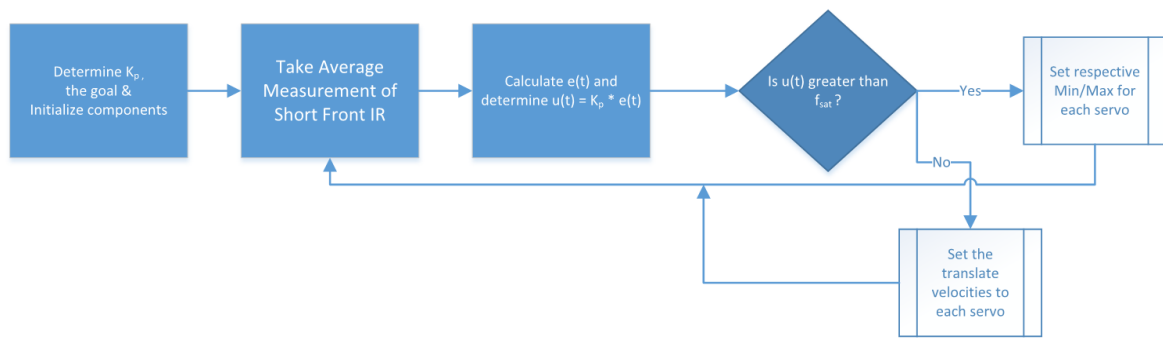 Determine Kp ,
the goal &
Initialize components
Take Average
Measurement of
Short Front IR
Calculate e(t) and
determine u(t) = Kp * e(t)
Is u(t) greater than
fsat ?
Yes
Set respective
Min/Max for
each servo
No
Set the
translate
velocities to
each servo